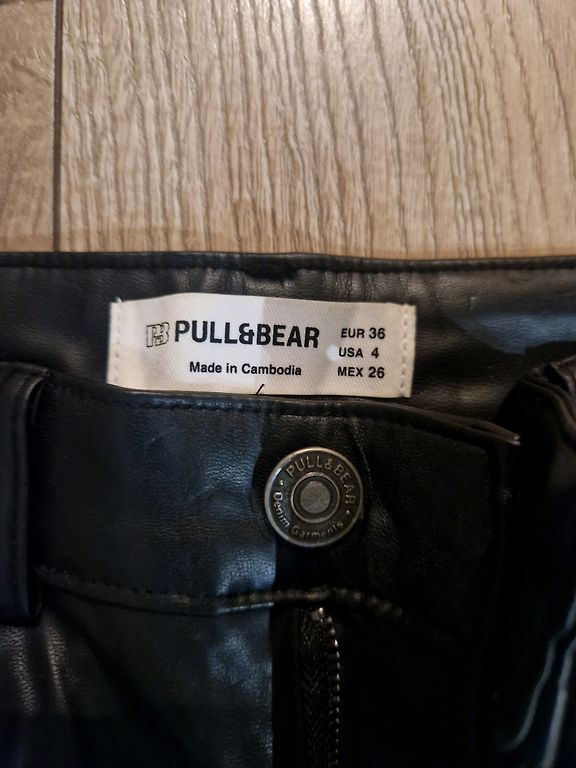 PB PULL&BEAR
Made in Cambodia
EUR 36
USA 4
MEX 26
PULL&BEAR
Denim Garments